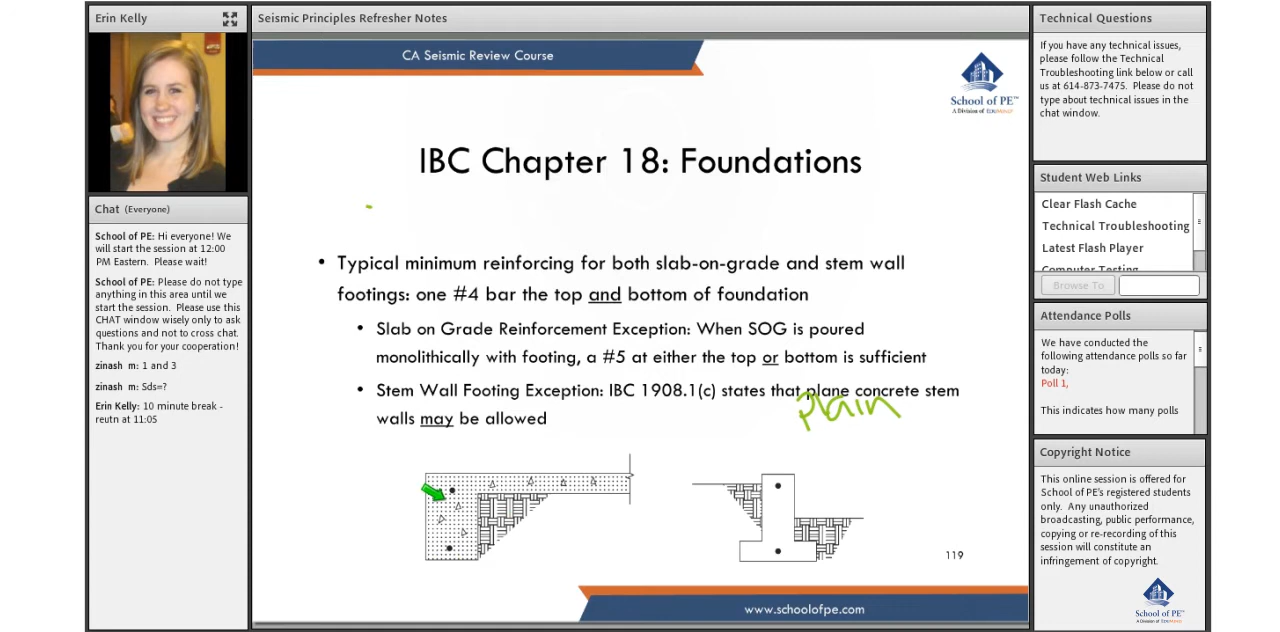 Erin Kelly
Chat (Everyone)
School of PE: Hi everyone! We
will start the session at 12:00
PM Eastern. Please wait!
School of PE: Please do not type
anything in this area until we
start the session. Please use this
CHAT window wisely only to ask
questions and not to cross chat.
Thank you for your cooperation!
zinash m: 1 and 3
zinash m: Sds=?
Erin Kelly: 10 minute break -
reutn at 11:05
Seismic Principles Refresher Notes
CA Seismic Review Course
School of PE™
A Division of EDUMIND
IBC Chapter 18: Foundations
• Typical minimum reinforcing for both slab-on-grade and stem wall
footings: one #4 bar the top and bottom of foundation
• Slab on Grade Reinforcement Exception: When SOG is poured
monolithically with footing, a #5 at either the top or bottom is sufficient
• Stem Wall Footing Exception: IBC 1908.1(c) states that plane concrete stem
plain
walls may be allowed
119
www.schoolofpe.com
Technical Questions
If you have any technical issues,
please follow the Technical
Troubleshooting link below or call
us at 614-873-7475. Please do not
type about technical issues in the
chat window.
Student Web Links
Clear Flash Cache
Technical Troubleshooting
Latest Flash Player
Computer Testing
Browse To
Attendance Polls
We have conducted the
following attendance polls so far
today:
Poll 1,
This indicates how many polls
Copyright Notice
This online session is offered for
School of PE's registered students
only. Any unauthorized
broadcasting, public performance,
copying or re-recording of this
session will constitute an
infringement of copyright.
School of PE™